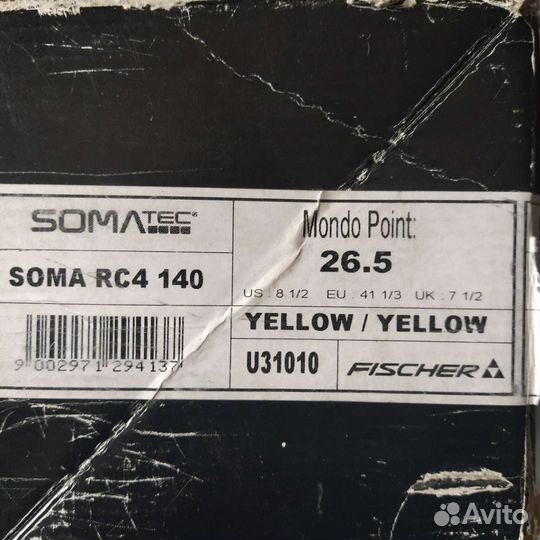 SOMATEC®
SOMA RC4 140
9 002971 294137
Mondo Point:
26.5
US : 8 1/2 EU : 41 1/3 UK : 7 1/2
YELLOW / YELLOW
U31010
FISCHER
Avito